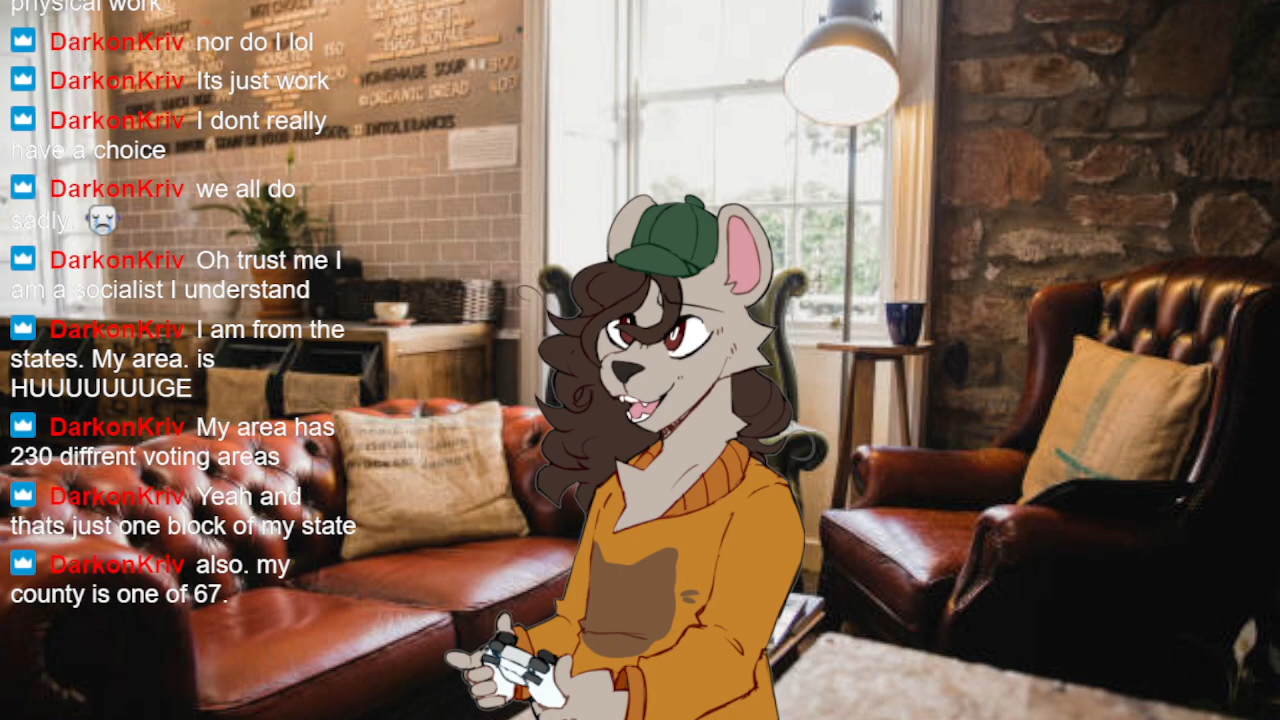 physical work
DarkonKriv nor do I lol
DarkonKriv Its just work
DarkonKriv I dont really
have a choice
DarkonKriv we all do
sadly
DarkonKriv Oh trust me I
am a socialist I understand
DarkonKriv I am from the
states. My area. is
HUUUUUUUGE
DarkonKriv My area has
230 diffrent voting areas
DarkonKriv Yeah and
thats just one block of my state
DarkonKriv also. my
county is one of 67.
EGGS ROYALE
HOMEMADE SOUP
ORGANIC BREAD
INTOLERANCES